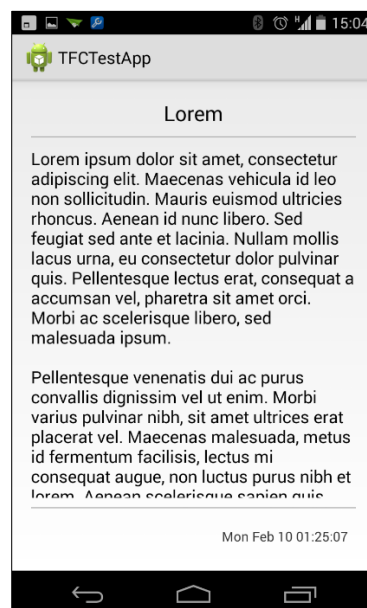 15:04
TFCTestApp
Lorem
Lorem ipsum dolor sit amet, consectetur
adipiscing elit. Maecenas vehicula id leo
non sollicitudin. Mauris euismod ultricies
rhoncus. Aenean id nunc libero. Sed
feugiat sed ante et lacinia. Nullam mollis
lacus urna, eu consectetur dolor pulvinar
quis. Pellentesque lectus erat, consequat a
accumsan vel, pharetra sit amet orci.
Morbi ac scelerisque libero, sed
malesuada ipsum.
Pellentesque venenatis dui ac purus
convallis dignissim vel ut enim. Morbi
varius pulvinar nibh, sit amet ultrices erat
placerat vel. Maecenas malesuada, metus
id fermentum facilisis, lectus mi
consequat augue, non luctus purus nibh et
lorem. Aenean scelerisque sapien quis
Mon Feb 10 01:25:07